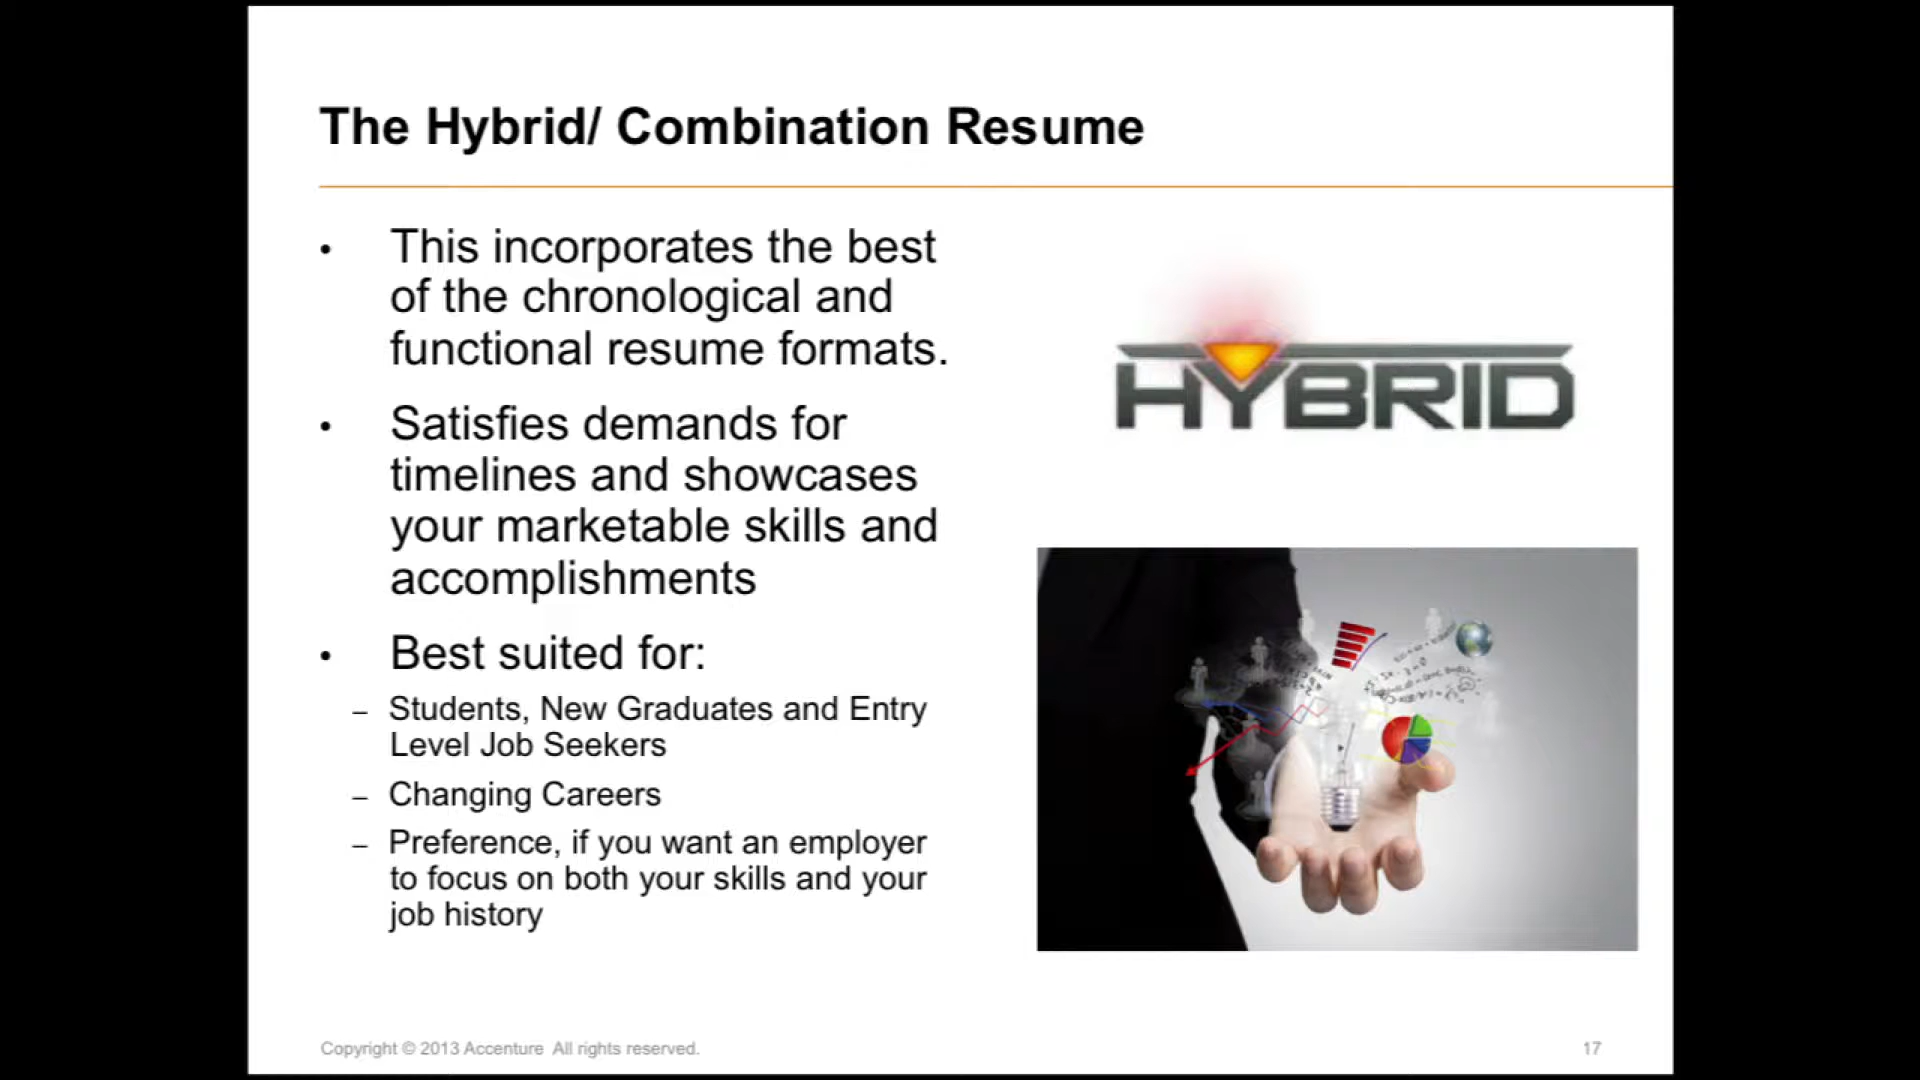 The Hybrid/ Combination Resume
• This incorporates the best
of the chronological and
functional resume formats.
• Satisfies demands for
timelines and showcases
your marketable skills and
accomplishments
• Best suited for:
– Students, New Graduates and Entry
Level Job Seekers
– Changing Careers
– Preference, if you want an employer
to focus on both your skills and your
job history
HYBRID
Copyright © 2013 Accenture All rights reserved.
17